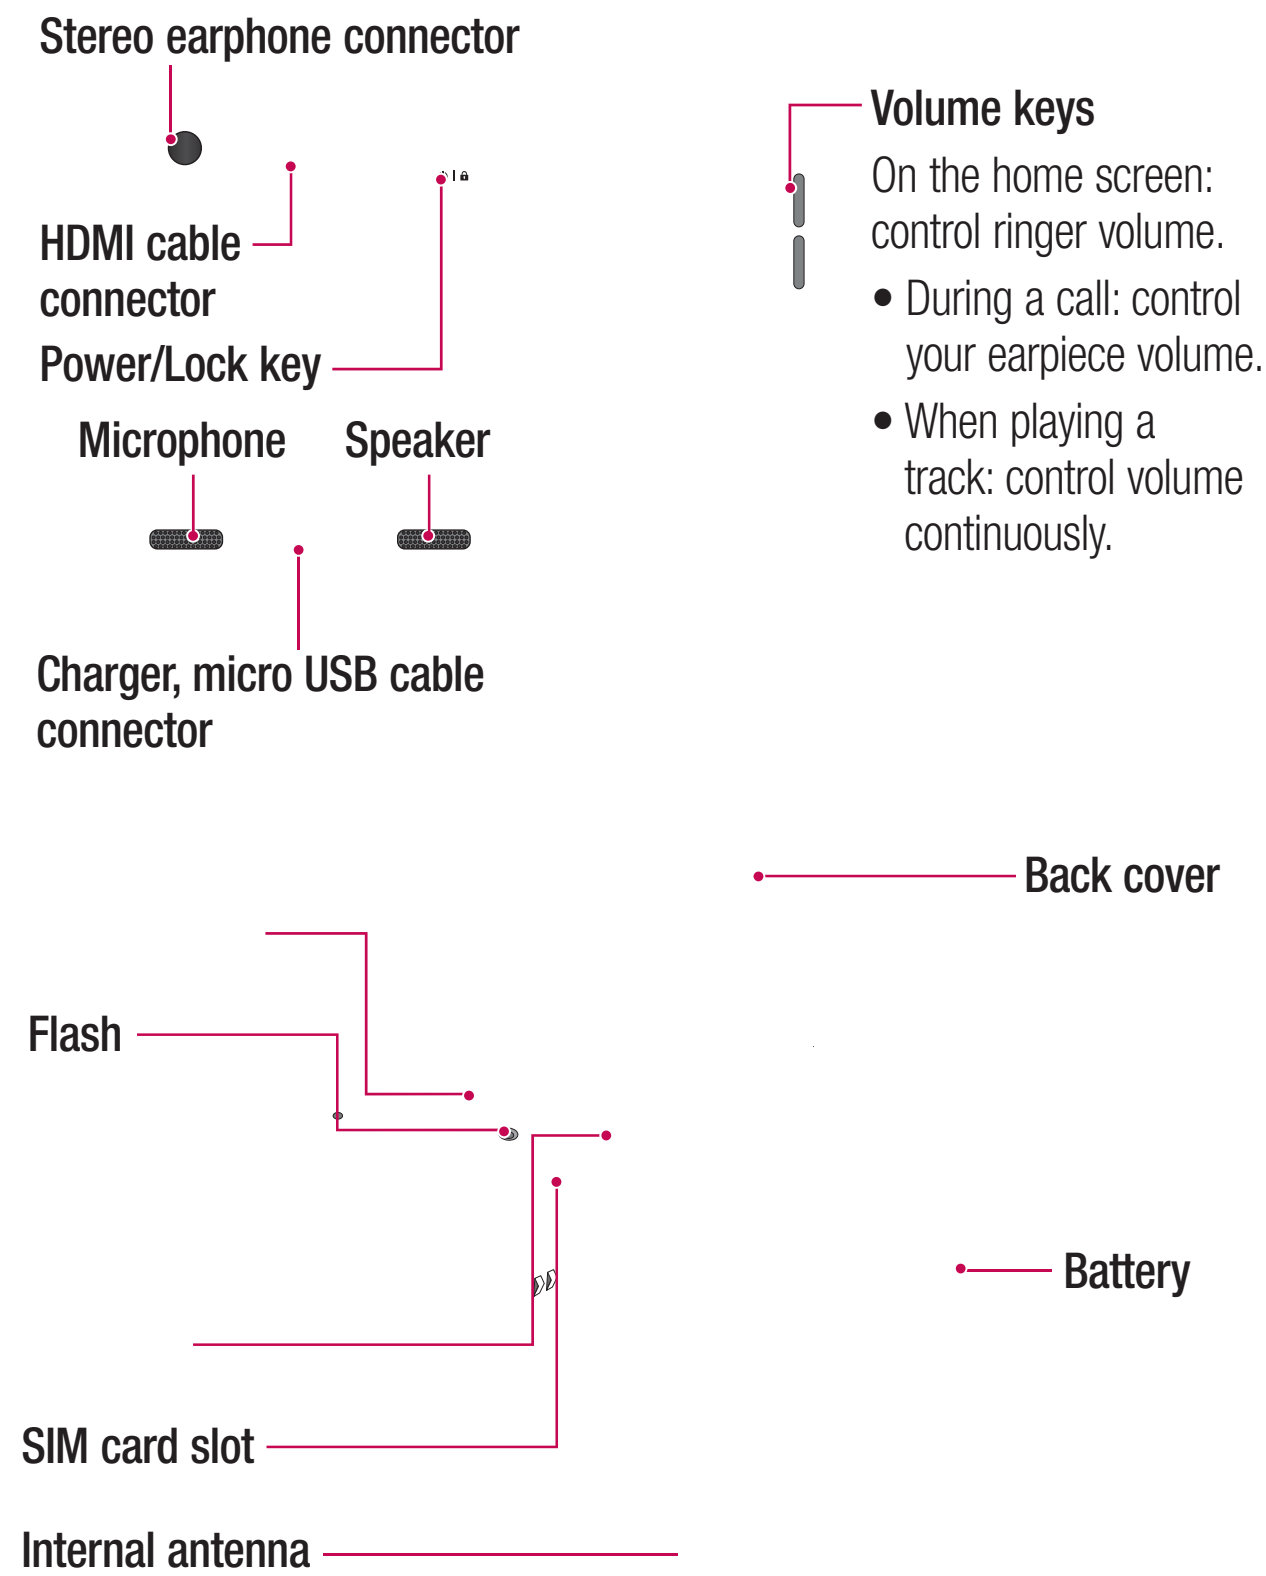 Stereo earphone connector
HDMI cable
connector
Power/Lock key
Microphone
Speaker
Charger, micro USB cable
connector
Volume keys
On the home screen:
control ringer volume.
• During a call: control
your earpiece volume.
• When playing a
track: control volume
continuously.
Back cover
Flash
Battery
SIM card slot
Internal antenna